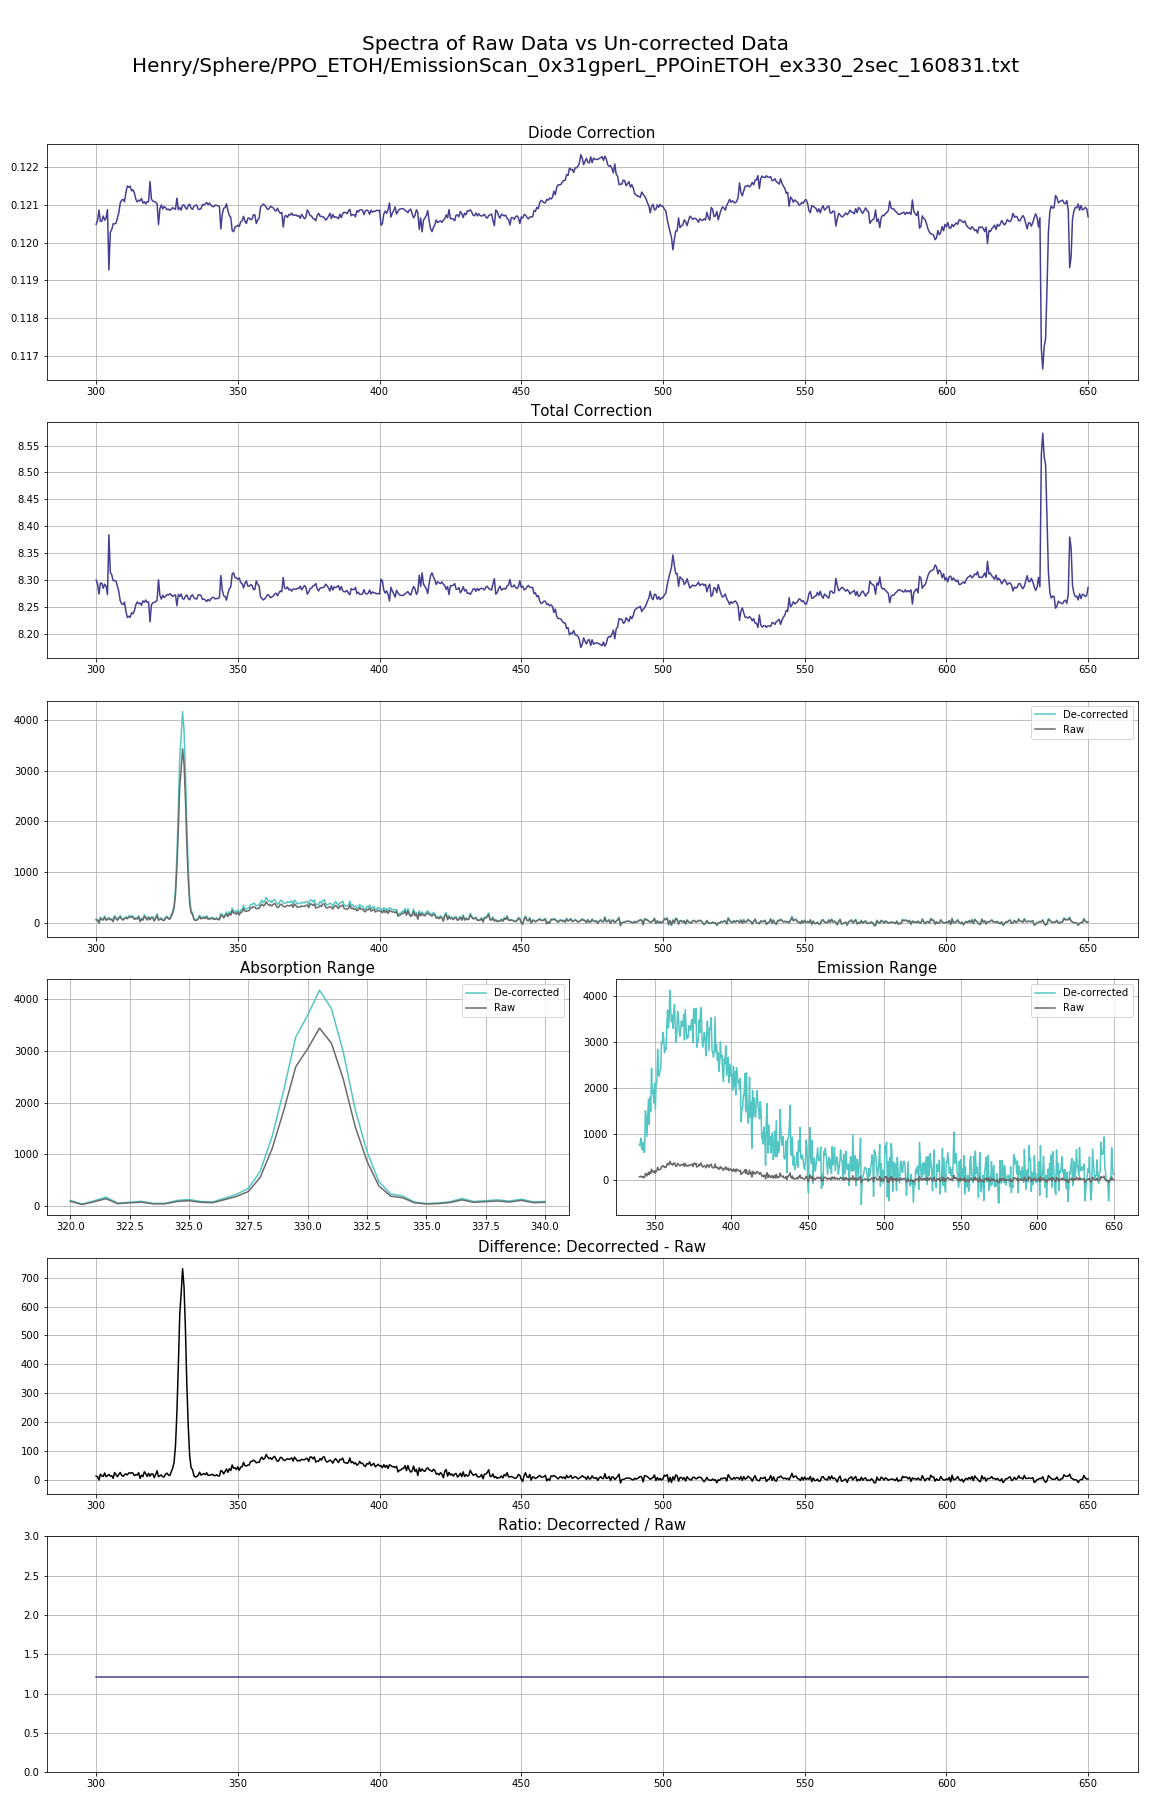 Spectra of Raw Data vs Un-corrected Data
Henry/Sphere/PPO_ETOH/EmissionScan_0x31gperL_PPOinETOH_ex330_2sec_160831.txt
Diode Correction
0.122
0.121
0.120
0.119
0.118
0.117
300 350 400 450 500 550 600 650
Total Correction
8.55
8.50
8.45
8.40
8.35
8.30
8.25
8.20
300 350 400 450 500 550 600 650
De-corrected
Raw
4000
3000
2000
1000
0
300 350 400 450 500 550 600 650
Absorption Range
De-corrected
Raw
4000
3000
2000
1000
0
320.0 322.5 325.0 327.5 330.0 332.5 335.0 337.5 340.0
Emission Range
De-corrected
Raw
4000
3000
2000
1000
0
350 400 450 500 550 600 650
Difference: Decorrected - Raw
700
600
500
400
300
200
100
0
300 350 400 450 500 550 600 650
Ratio: Decorrected / Raw
3.0
2.5
2.0
1.5
1.0
0.5
0.0
300 350 400 450 500 550 600 650